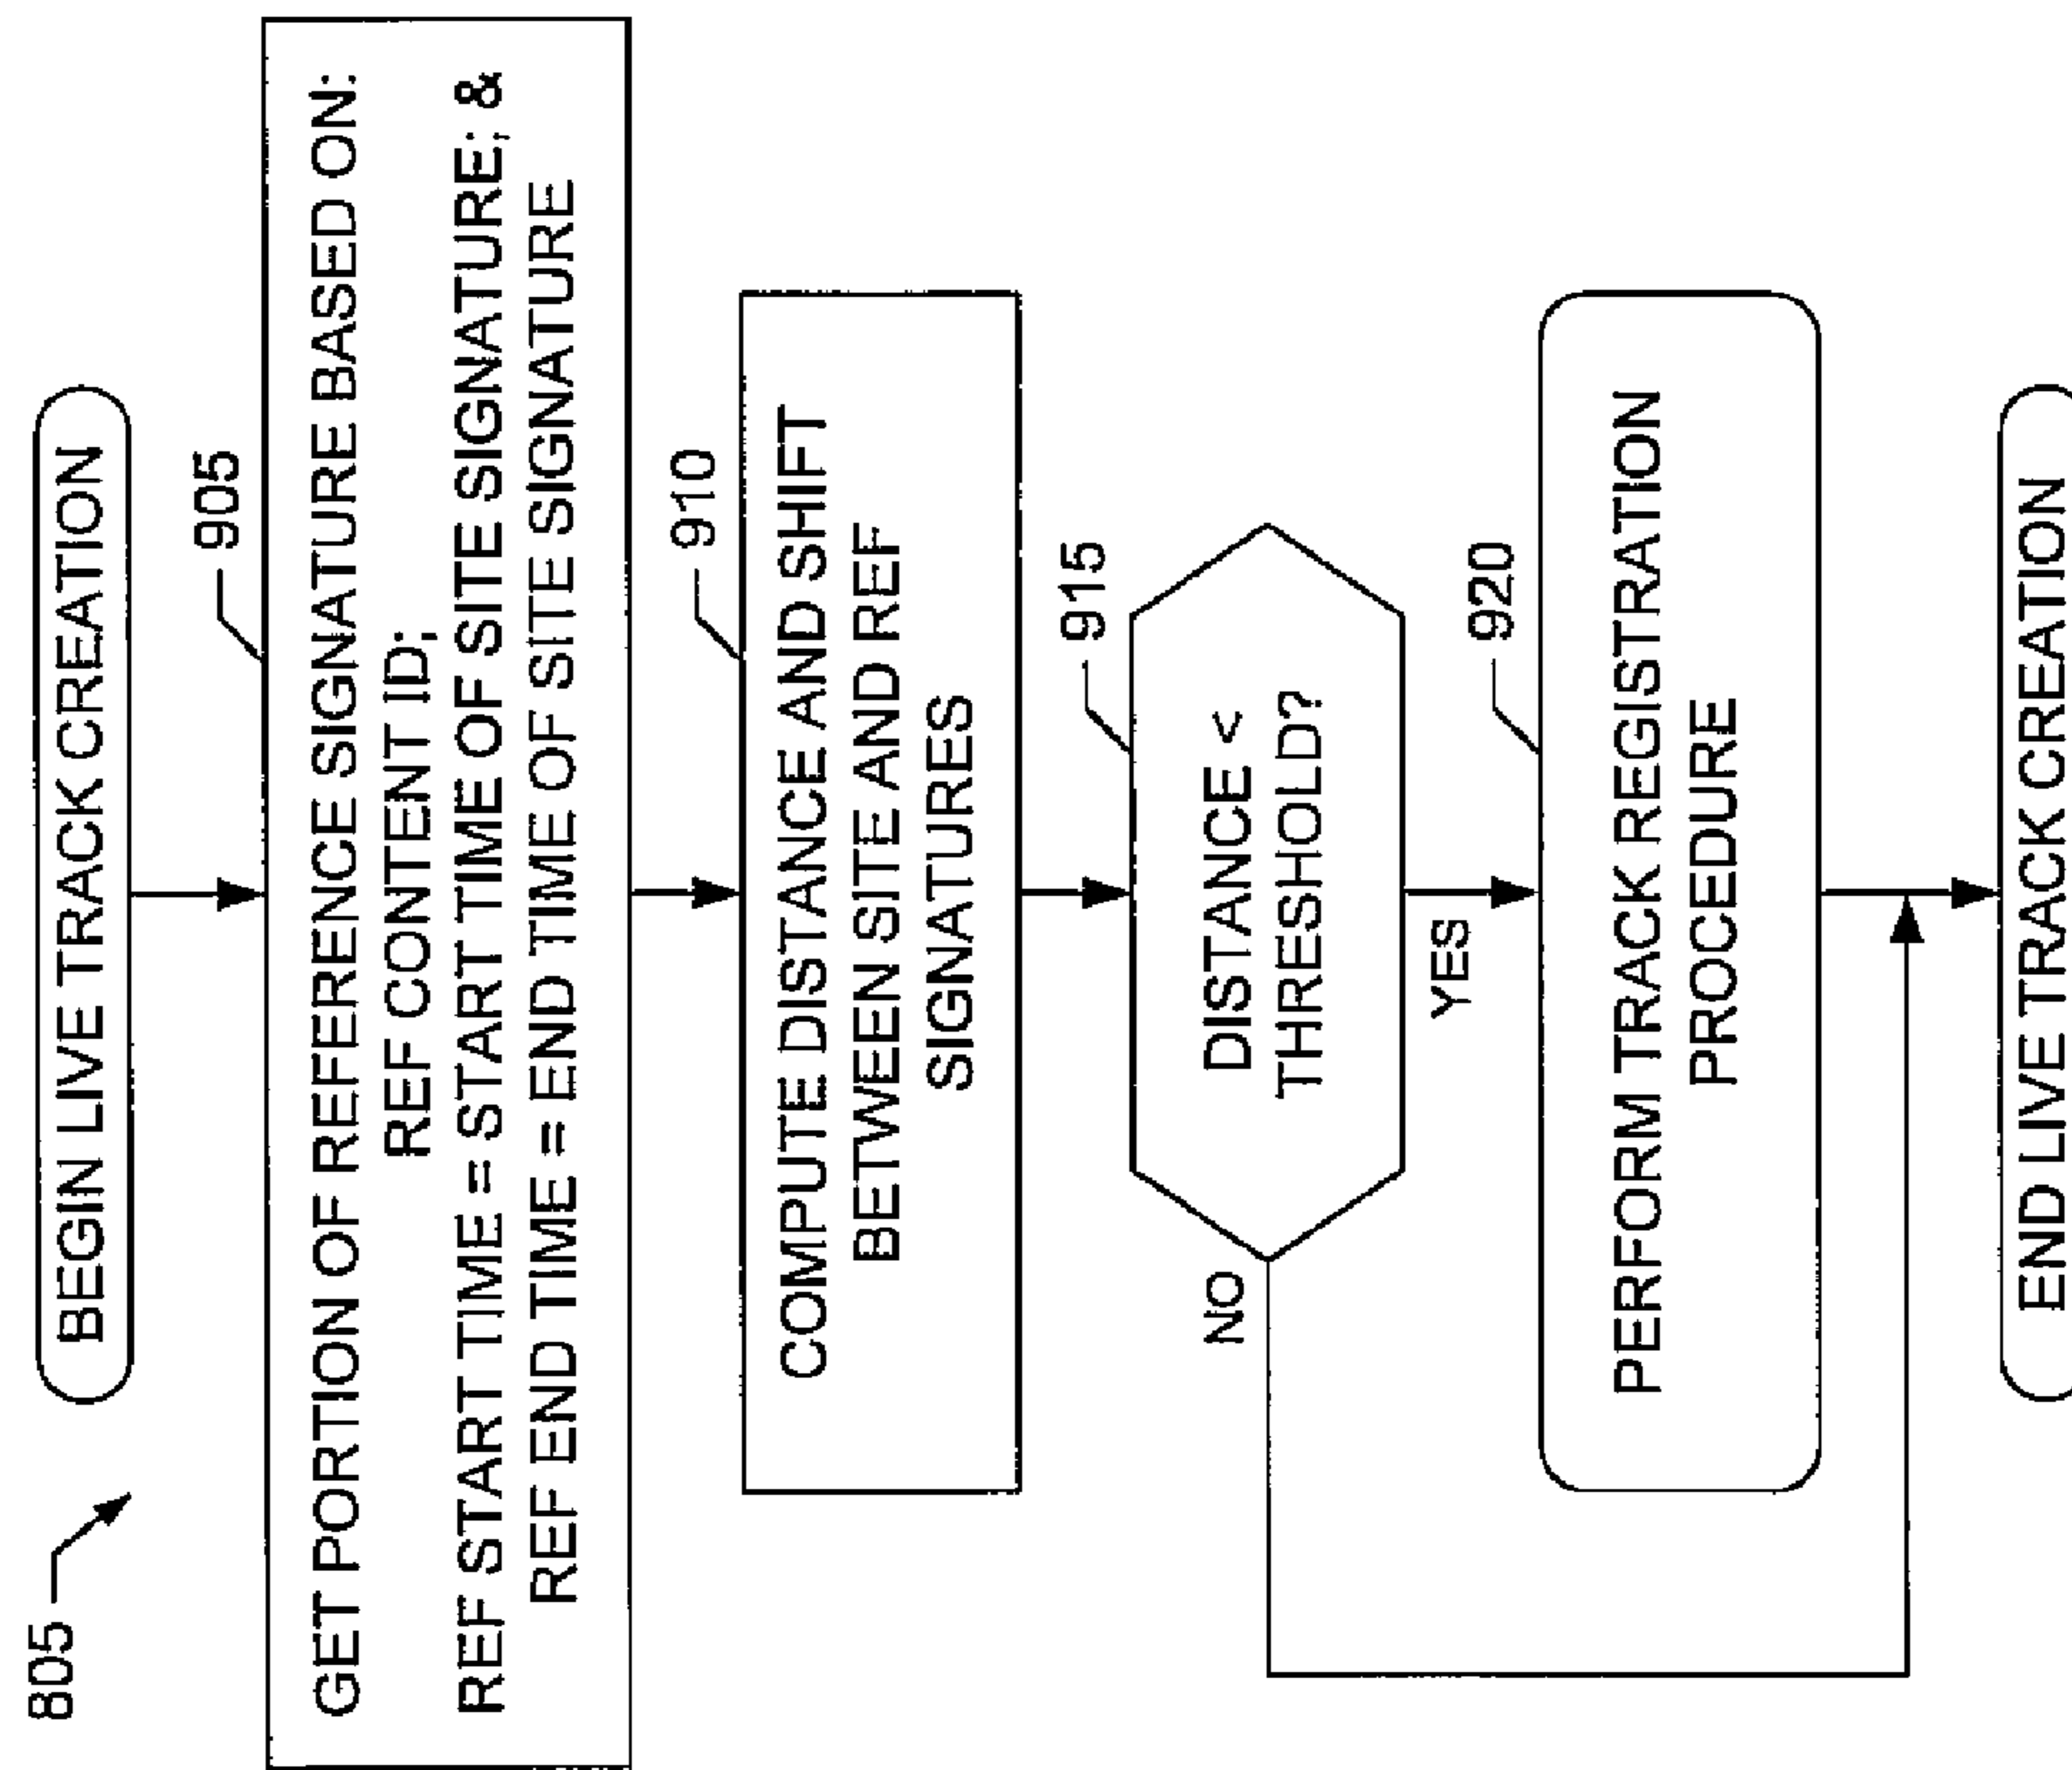 805
BEGIN LIVE TRACK CREATION
905
GET PORTION OF REFERENCE SIGNATURE BASED ON:
REF CONTENT ID;
REF START TIME = START TIME OF SITE SIGNATURE; &
REF END TIME = END TIME OF SITE SIGNATURE
910
COMPUTE DISTANCE AND SHIFT
BETWEEN SITE AND REF
SIGNATURES
915
DISTANCE <
THRESHOLD?
NO
YES
920
PERFORM TRACK REGISTRATION
PROCEDURE
END LIVE TRACK CREATION